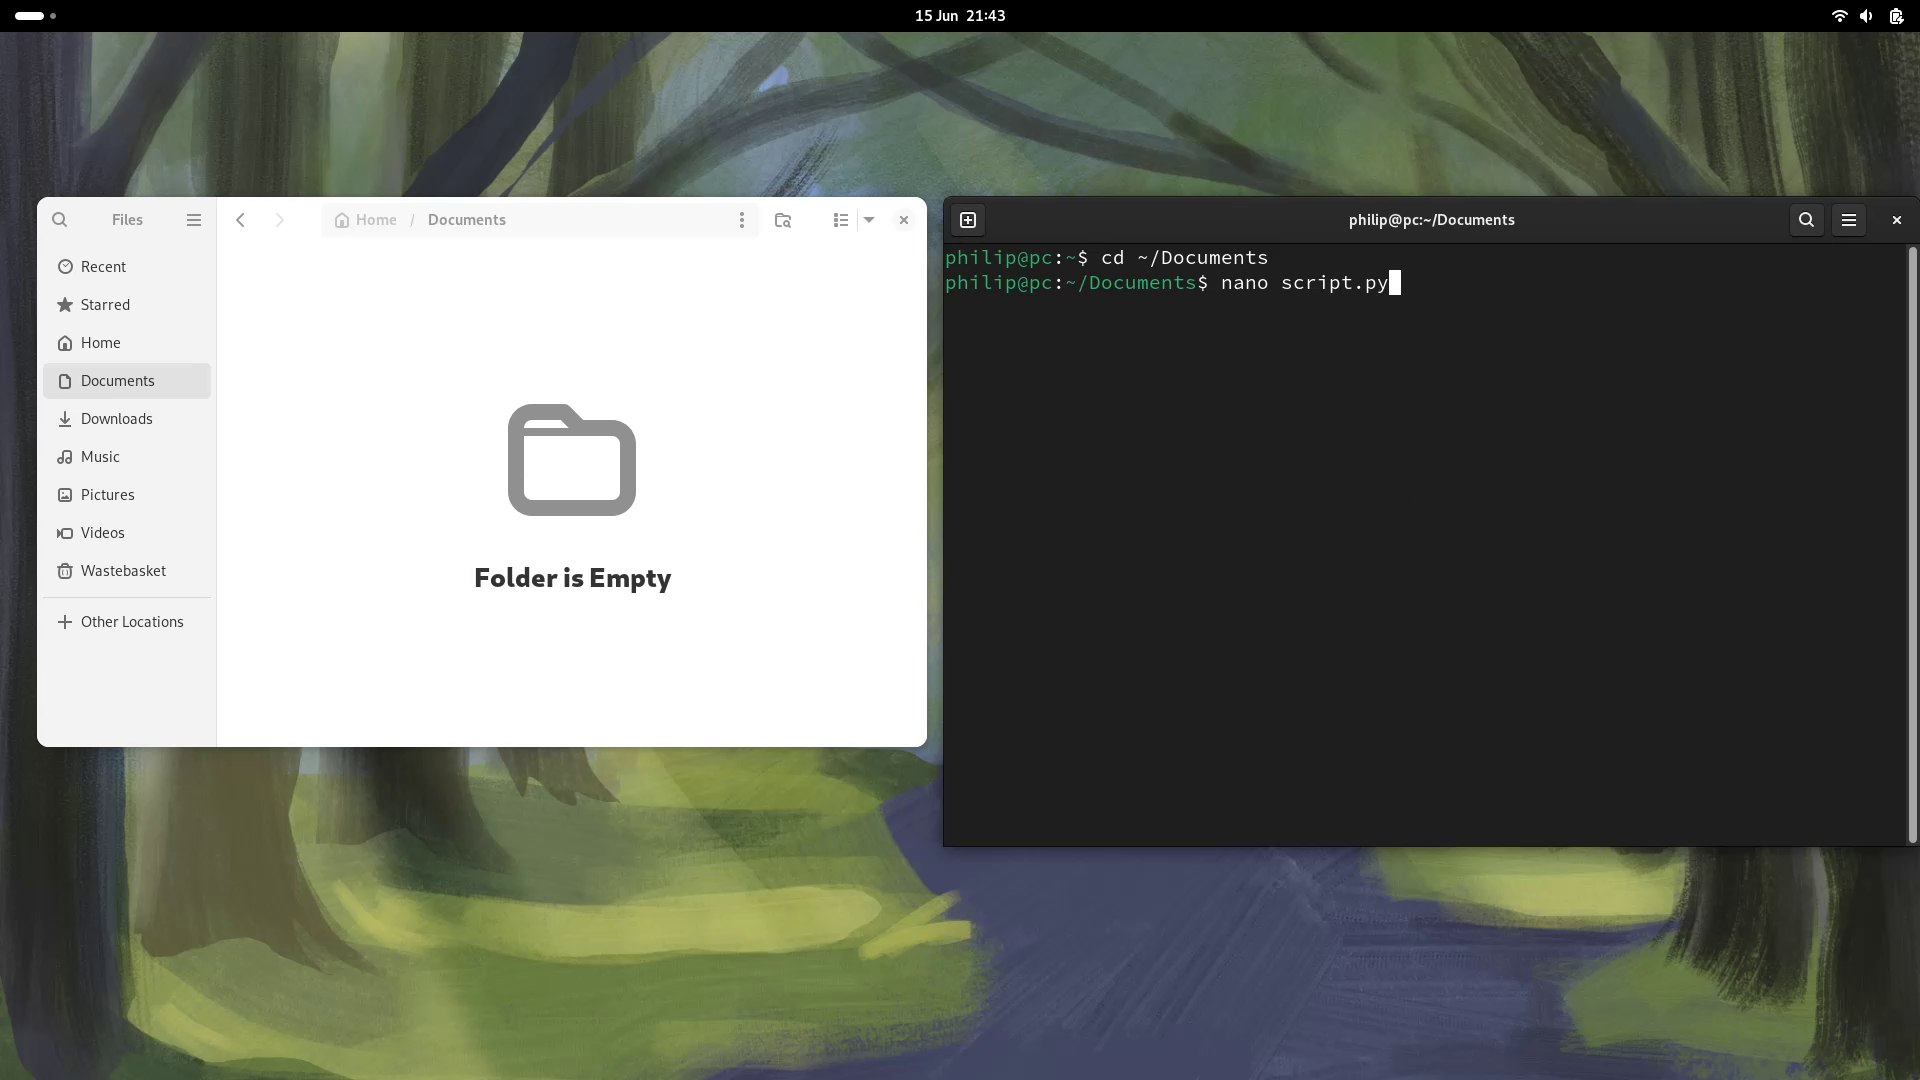 15 Jun 21:43
Files
Home / Documents
Recent
Starred
Home
Documents
Downloads
Music
Pictures
Videos
Wastebasket
Other Locations
Folder is Empty
philip@pc:~/Documents
philip@pc:~$ cd ~/Documents
philip@pc:~/Documents$ nano script.py